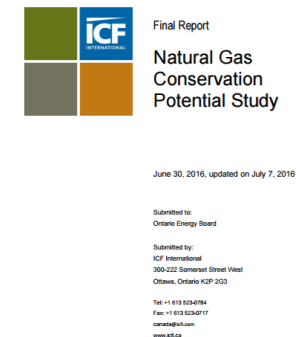 ICF
INTERNATIONAL
Final Report
Natural Gas
Conservation
Potential Study
June 30, 2016, updated on July 7, 2016
Submitted to:
Ontario Energy Board
Submitted by:
ICF International
300-222 Somerset Street West
Ottawa, Ontario K2P 2G3
Tel: +1 613 523-0784
Fax: +1 613 523-0717
canada@icfi.com
www.icfi.ca